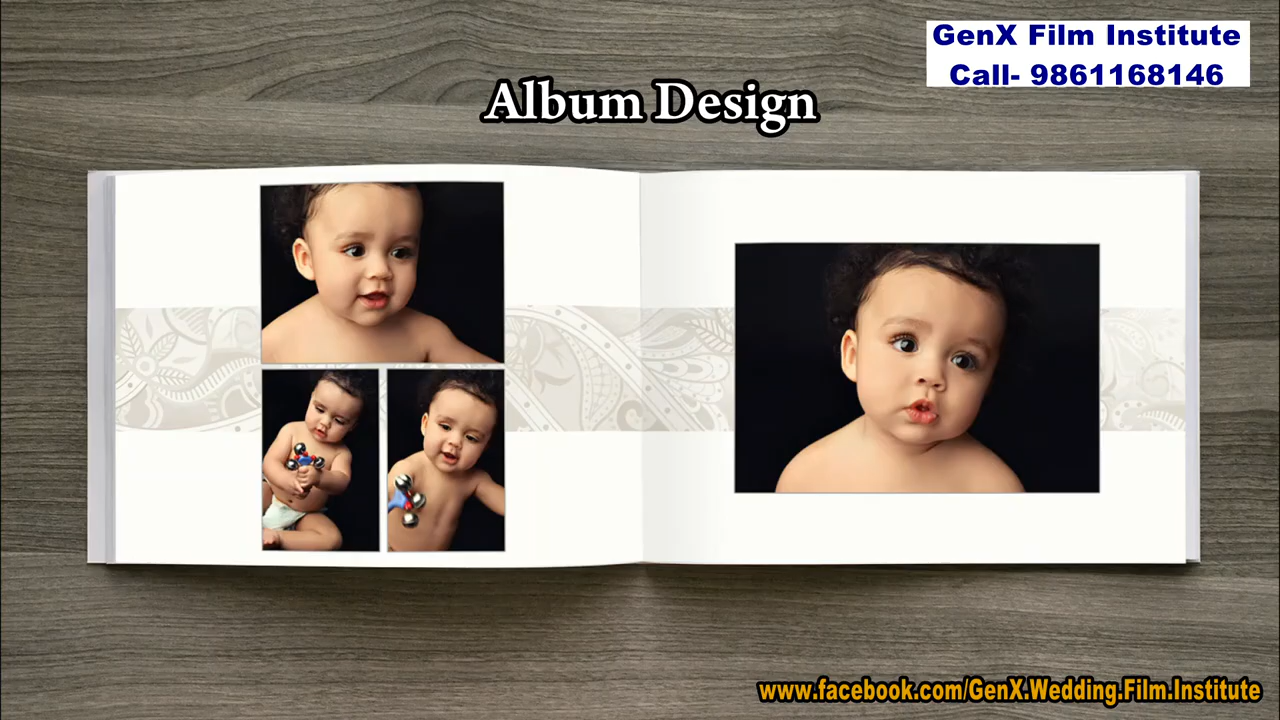 GenX Film Institute
Call- 9861168146
Album Design
www.facebook.com/GenX.Wedding.Film.Institute